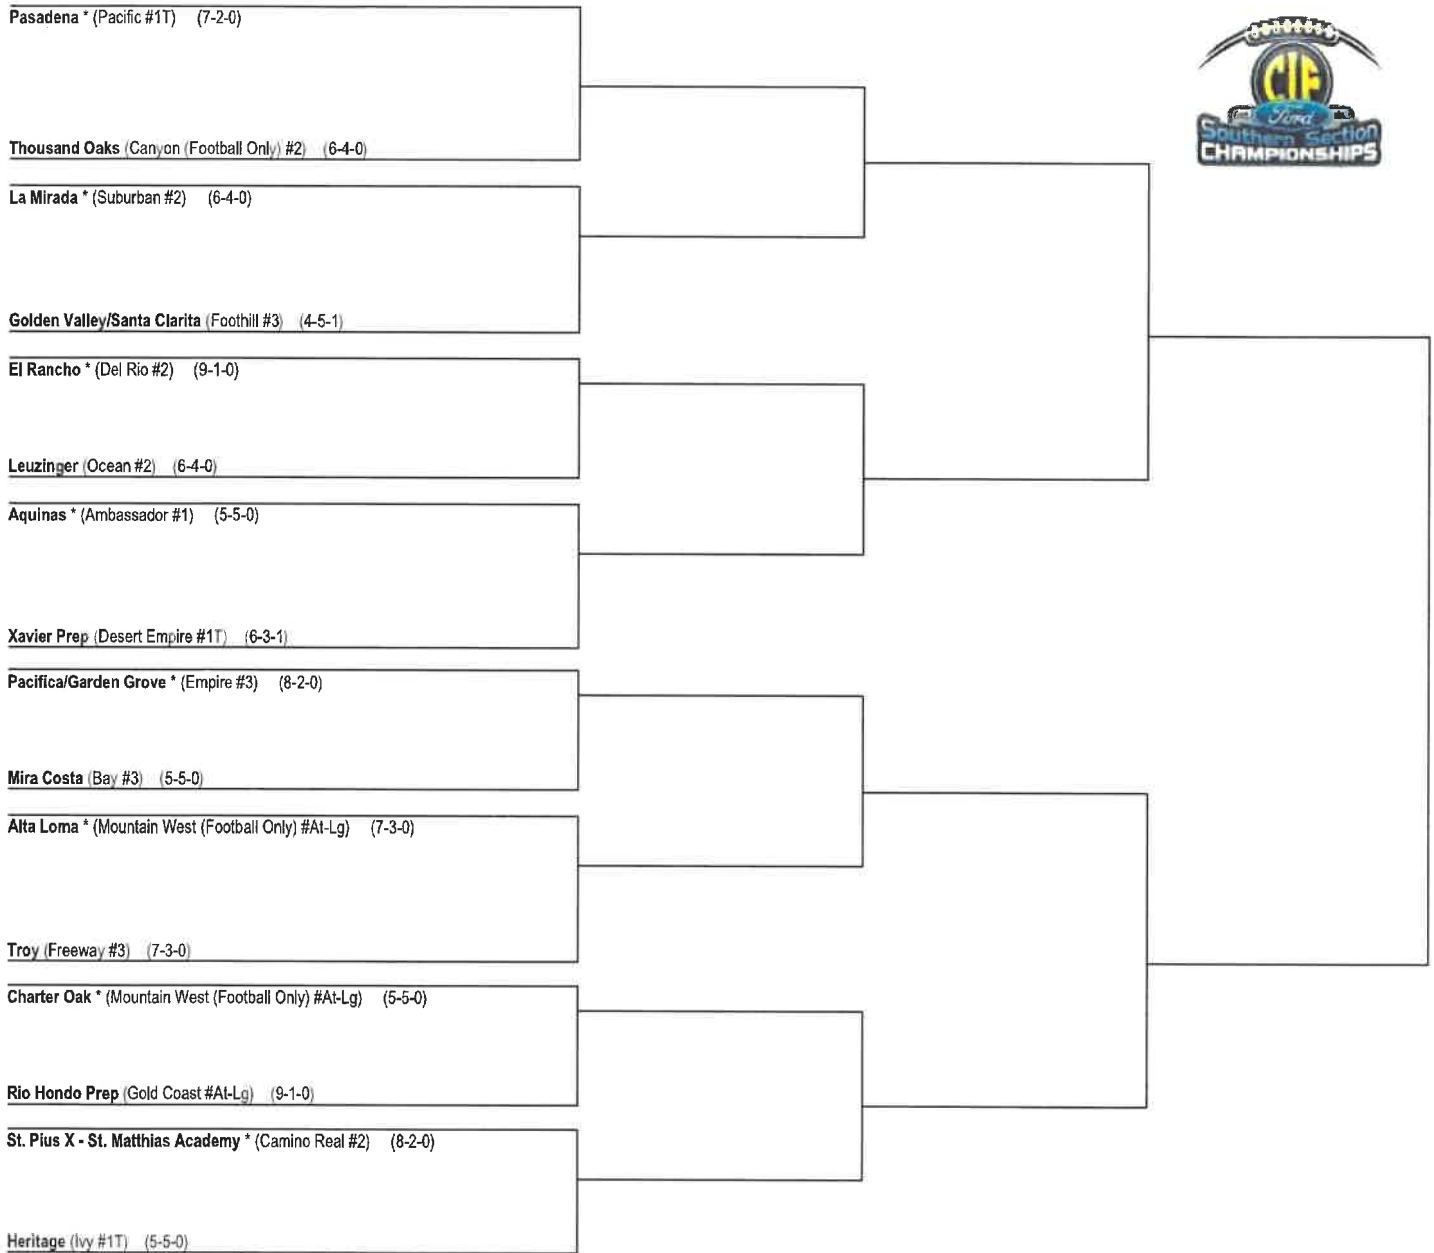 Pasadena * (Pacific #1T) (7-2-0)
CIF
Ford
Southern Section
CHAMPIONSHIPS
Thousand Oaks (Canyon (Football Only) #2) (6-4-0)
La Mirada * (Suburban #2) (6-4-0)
Golden Valley/Santa Clarita (Foothill #3) (4-5-1)
El Rancho * (Del Rio #2) (9-1-0)
Leuzinger (Ocean #2) (6-4-0)
Aquinas * (Ambassador #1) (5-5-0)
Xavier Prep (Desert Empire #1T) (6-3-1)
Pacifica/Garden Grove * (Empire #3) (8-2-0)
Mira Costa (Bay #3) (5-5-0)
Alta Loma * (Mountain West (Football Only) #At-Lg) (7-3-0)
Troy (Freeway #3) (7-3-0)
Charter Oak * (Mountain West (Football Only) #At-Lg) (5-5-0)
Rio Hondo Prep (Gold Coast #At-Lg) (9-1-0)
St. Pius X - St. Matthias Academy * (Camino Real #2) (8-2-0)
Heritage (Ivy #1T) (5-5-0)